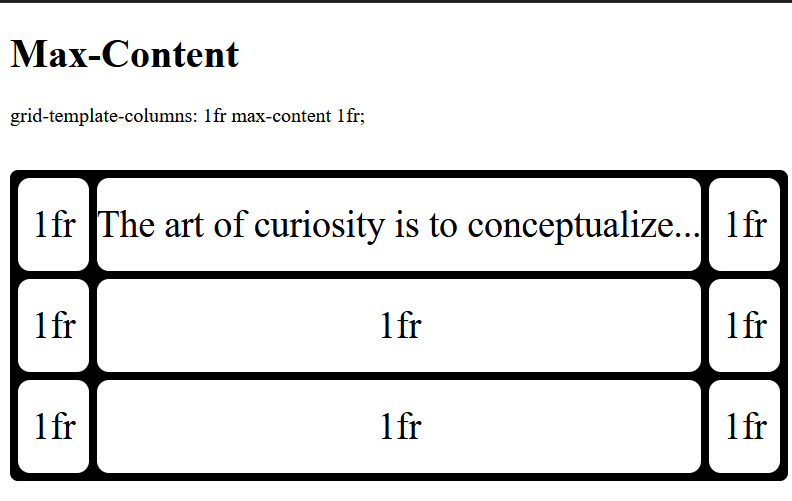 Max-Content
grid-template-columns: 1fr max-content 1fr;
1fr The art of curiosity is to conceptualize... 1fr
1fr 1fr 1fr
1fr 1fr 1fr